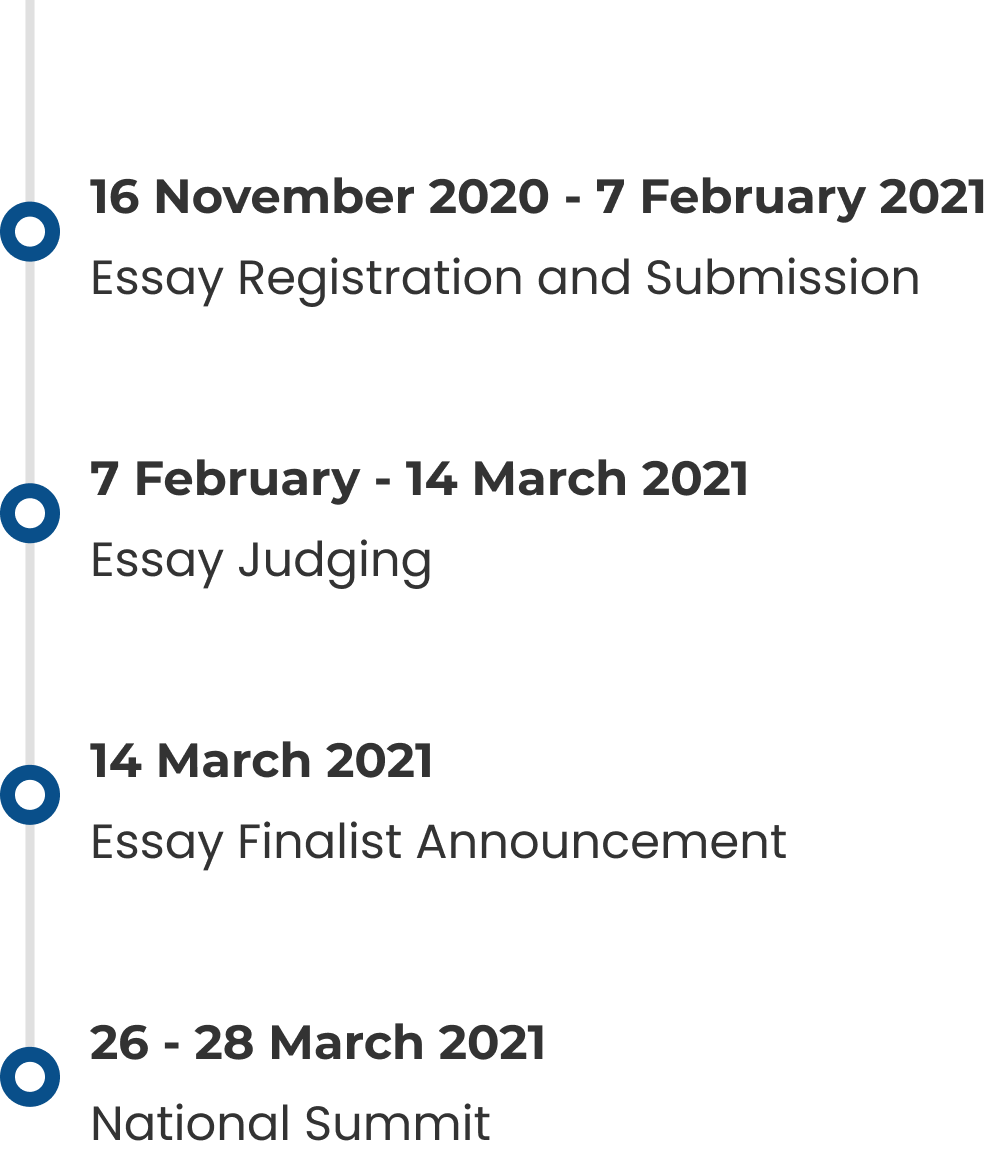 16 November 2020 - 7 February 2021
Essay Registration and Submission
7 February - 14 March 2021
Essay Judging
14 March 2021
Essay Finalist Announcement
26 - 28 March 2021
National Summit